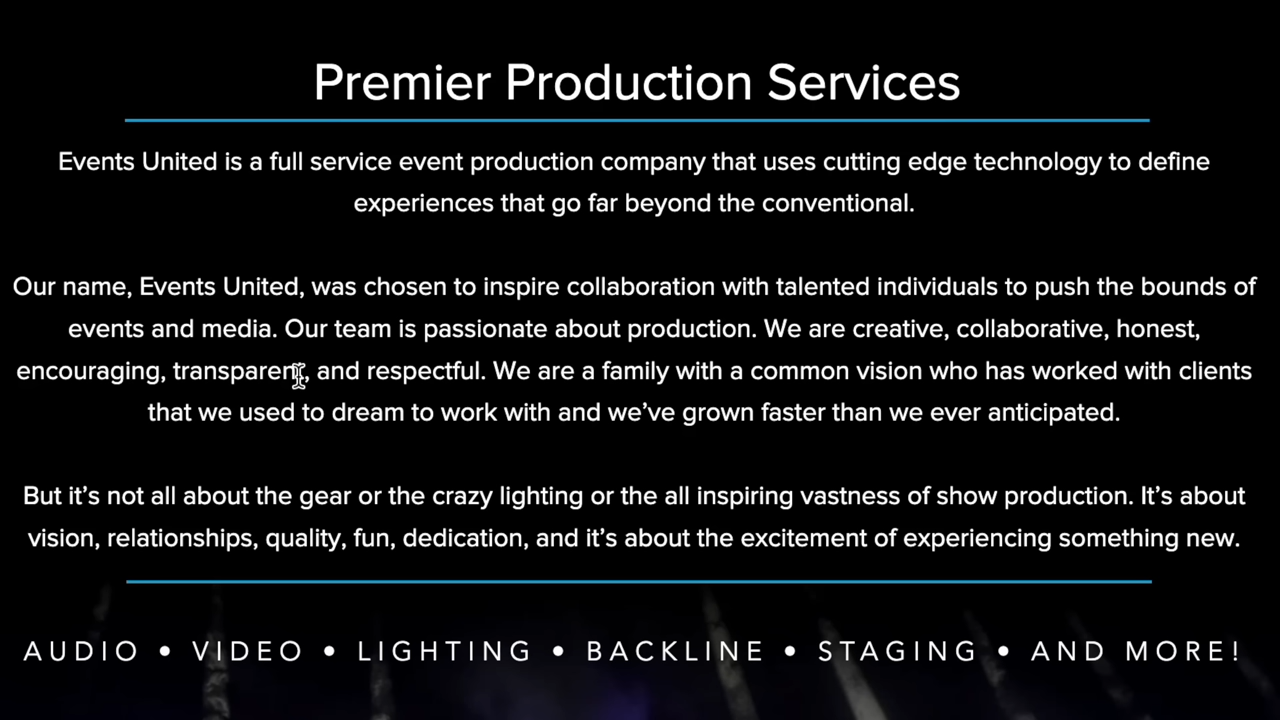 Premier Production Services
Events United is a full service event production company that uses cutting edge technology to define
experiences that go far beyond the conventional.
Our name, Events United, was chosen to inspire collaboration with talented individuals to push the bounds of
events and media. Our team is passionate about production. We are creative, collaborative, honest,
encouraging, transparent, and respectful. We are a family with a common vision who has worked with clients
that we used to dream to work with and we’ve grown faster than we ever anticipated.
But it’s not all about the gear or the crazy lighting or the all inspiring vastness of show production. It’s about
vision, relationships, quality, fun, dedication, and it’s about the excitement of experiencing something new.
AUDIO • VIDEO • LIGHTING • BACKLINE • STAGING • AND MORE!